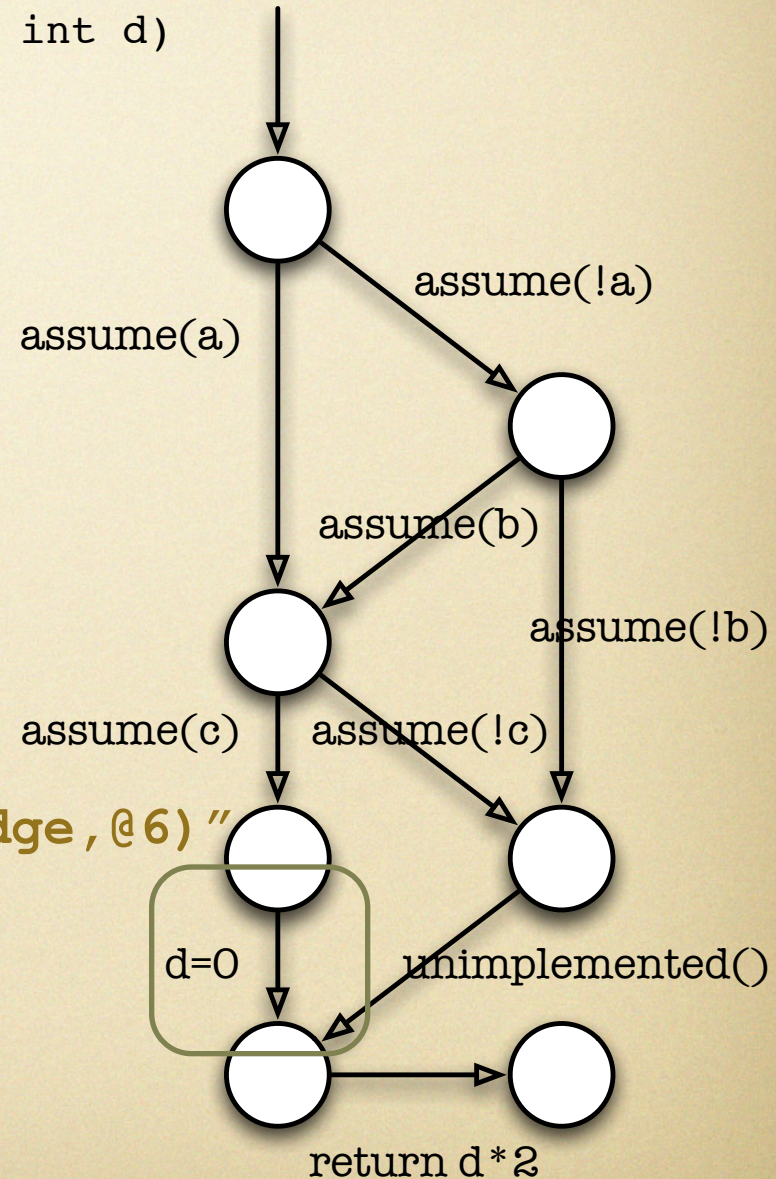 int d)
assume(!a)
assume(a)
assume(b)
assume(!b)
assume(c)
assume(!c)
dge,@6)”
d=0
unimplemented()
return d*2